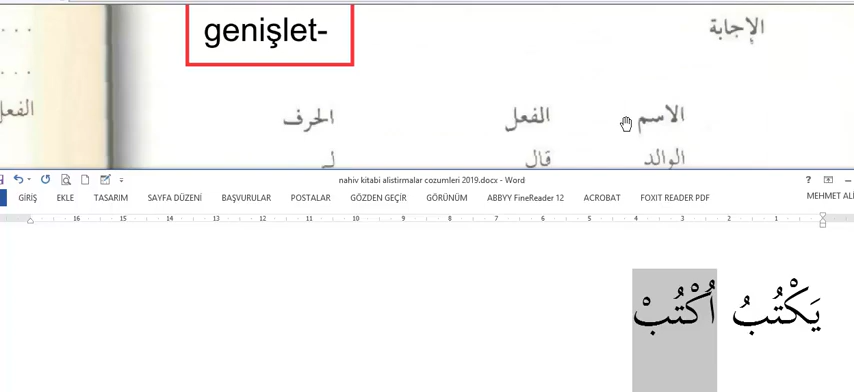 genişlet-
الإجابة
الاسم الفعل الحرف
الوالد قال لـ
الفعل
nahiv kitabi alistirmalar cozumleri 2019.docx - Word
GİRİŞ EKLE TASARIM SAYFA DÜZENİ BAŞVURULAR POSTALAR GÖZDEN GEÇİR GÖRÜNÜM ABBYY FineReader 12 ACROBAT FOXIT READER PDF MEHMET ALİ
16 15 14 13 12 11 10 9 8 7 6 5 4 3 2 1
يَكْتُبُ اُكْتُبْ